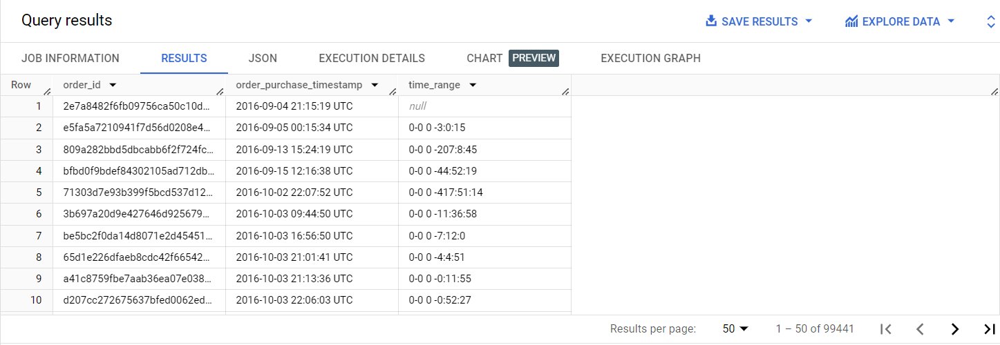 Query results SAVE RESULTS EXPLORE DATA
JOB INFORMATION RESULTS JSON EXECUTION DETAILS CHART PREVIEW EXECUTION GRAPH
Row order_id order_purchase_timestamp time_range
1 2e7a8482f6fb09756ca50c10d... 2016-09-04 21:15:19 UTC null
2 e5fa5a7210941f7d56d0208e4... 2016-09-05 00:15:34 UTC 0-0 0 -3:0:15
3 809a282bbd5dbcabb6f2f724fc... 2016-09-13 15:24:19 UTC 0-0 0 -207:8:45
4 bfbd0f9bdef84302105ad712db... 2016-09-15 12:16:38 UTC 0-0 0 -44:52:19
5 71303d7e93b399f5bcd537d12... 2016-10-02 22:07:52 UTC 0-0 0 -417:51:14
6 3b697a20d9e427646d925679... 2016-10-03 09:44:50 UTC 0-0 0 -11:36:58
7 be5bc2f0da14d8071e2d45451... 2016-10-03 16:56:50 UTC 0-0 0 -7:12:0
8 65d1e226dfaeb8cdc42f66542... 2016-10-03 21:01:41 UTC 0-0 0 -4:4:51
9 a41c8759fbe7aab36ea07e038... 2016-10-03 21:13:36 UTC 0-0 0 -0:11:55
10 d207cc272675637bfed0062ed... 2016-10-03 22:06:03 UTC 0-0 0 -0:52:27
Results per page: 50 1 – 50 of 99441